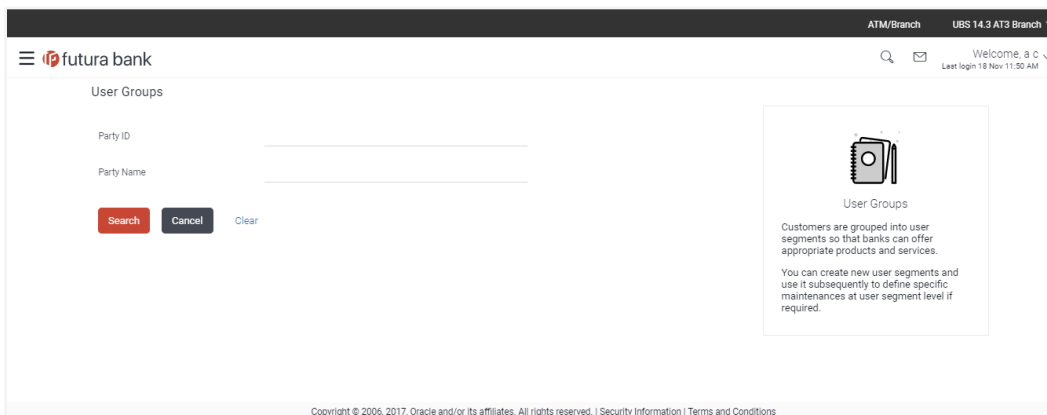 ATM/Branch UBS 14.3 AT3 Branch
futura bank
Welcome, a c
Last login 18 Nov 11:50 AM
User Groups
Party ID
Party Name
Search Cancel Clear
User Groups
Customers are grouped into user
segments so that banks can offer
appropriate products and services.
You can create new user segments and
use it subsequently to define specific
maintenances at user segment level if
required.
Copyright © 2006, 2017, Oracle and/or its affiliates. All rights reserved. | Security Information | Terms and Conditions